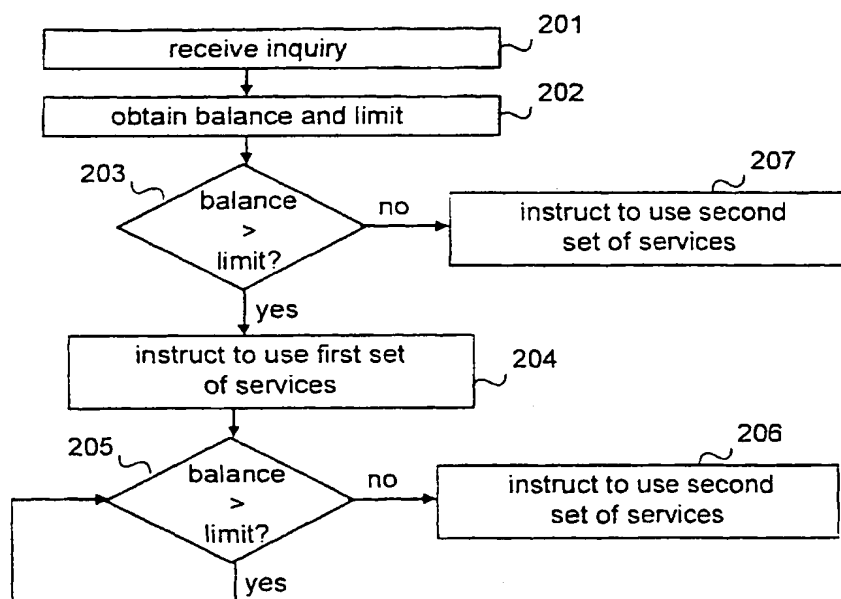 201
receive inquiry
202
obtain balance and limit
203
balance
>
limit?
no
207
instruct to use second
set of services
yes
instruct to use first set
of services
204
205
balance
>
limit?
no
206
instruct to use second
set of services
yes